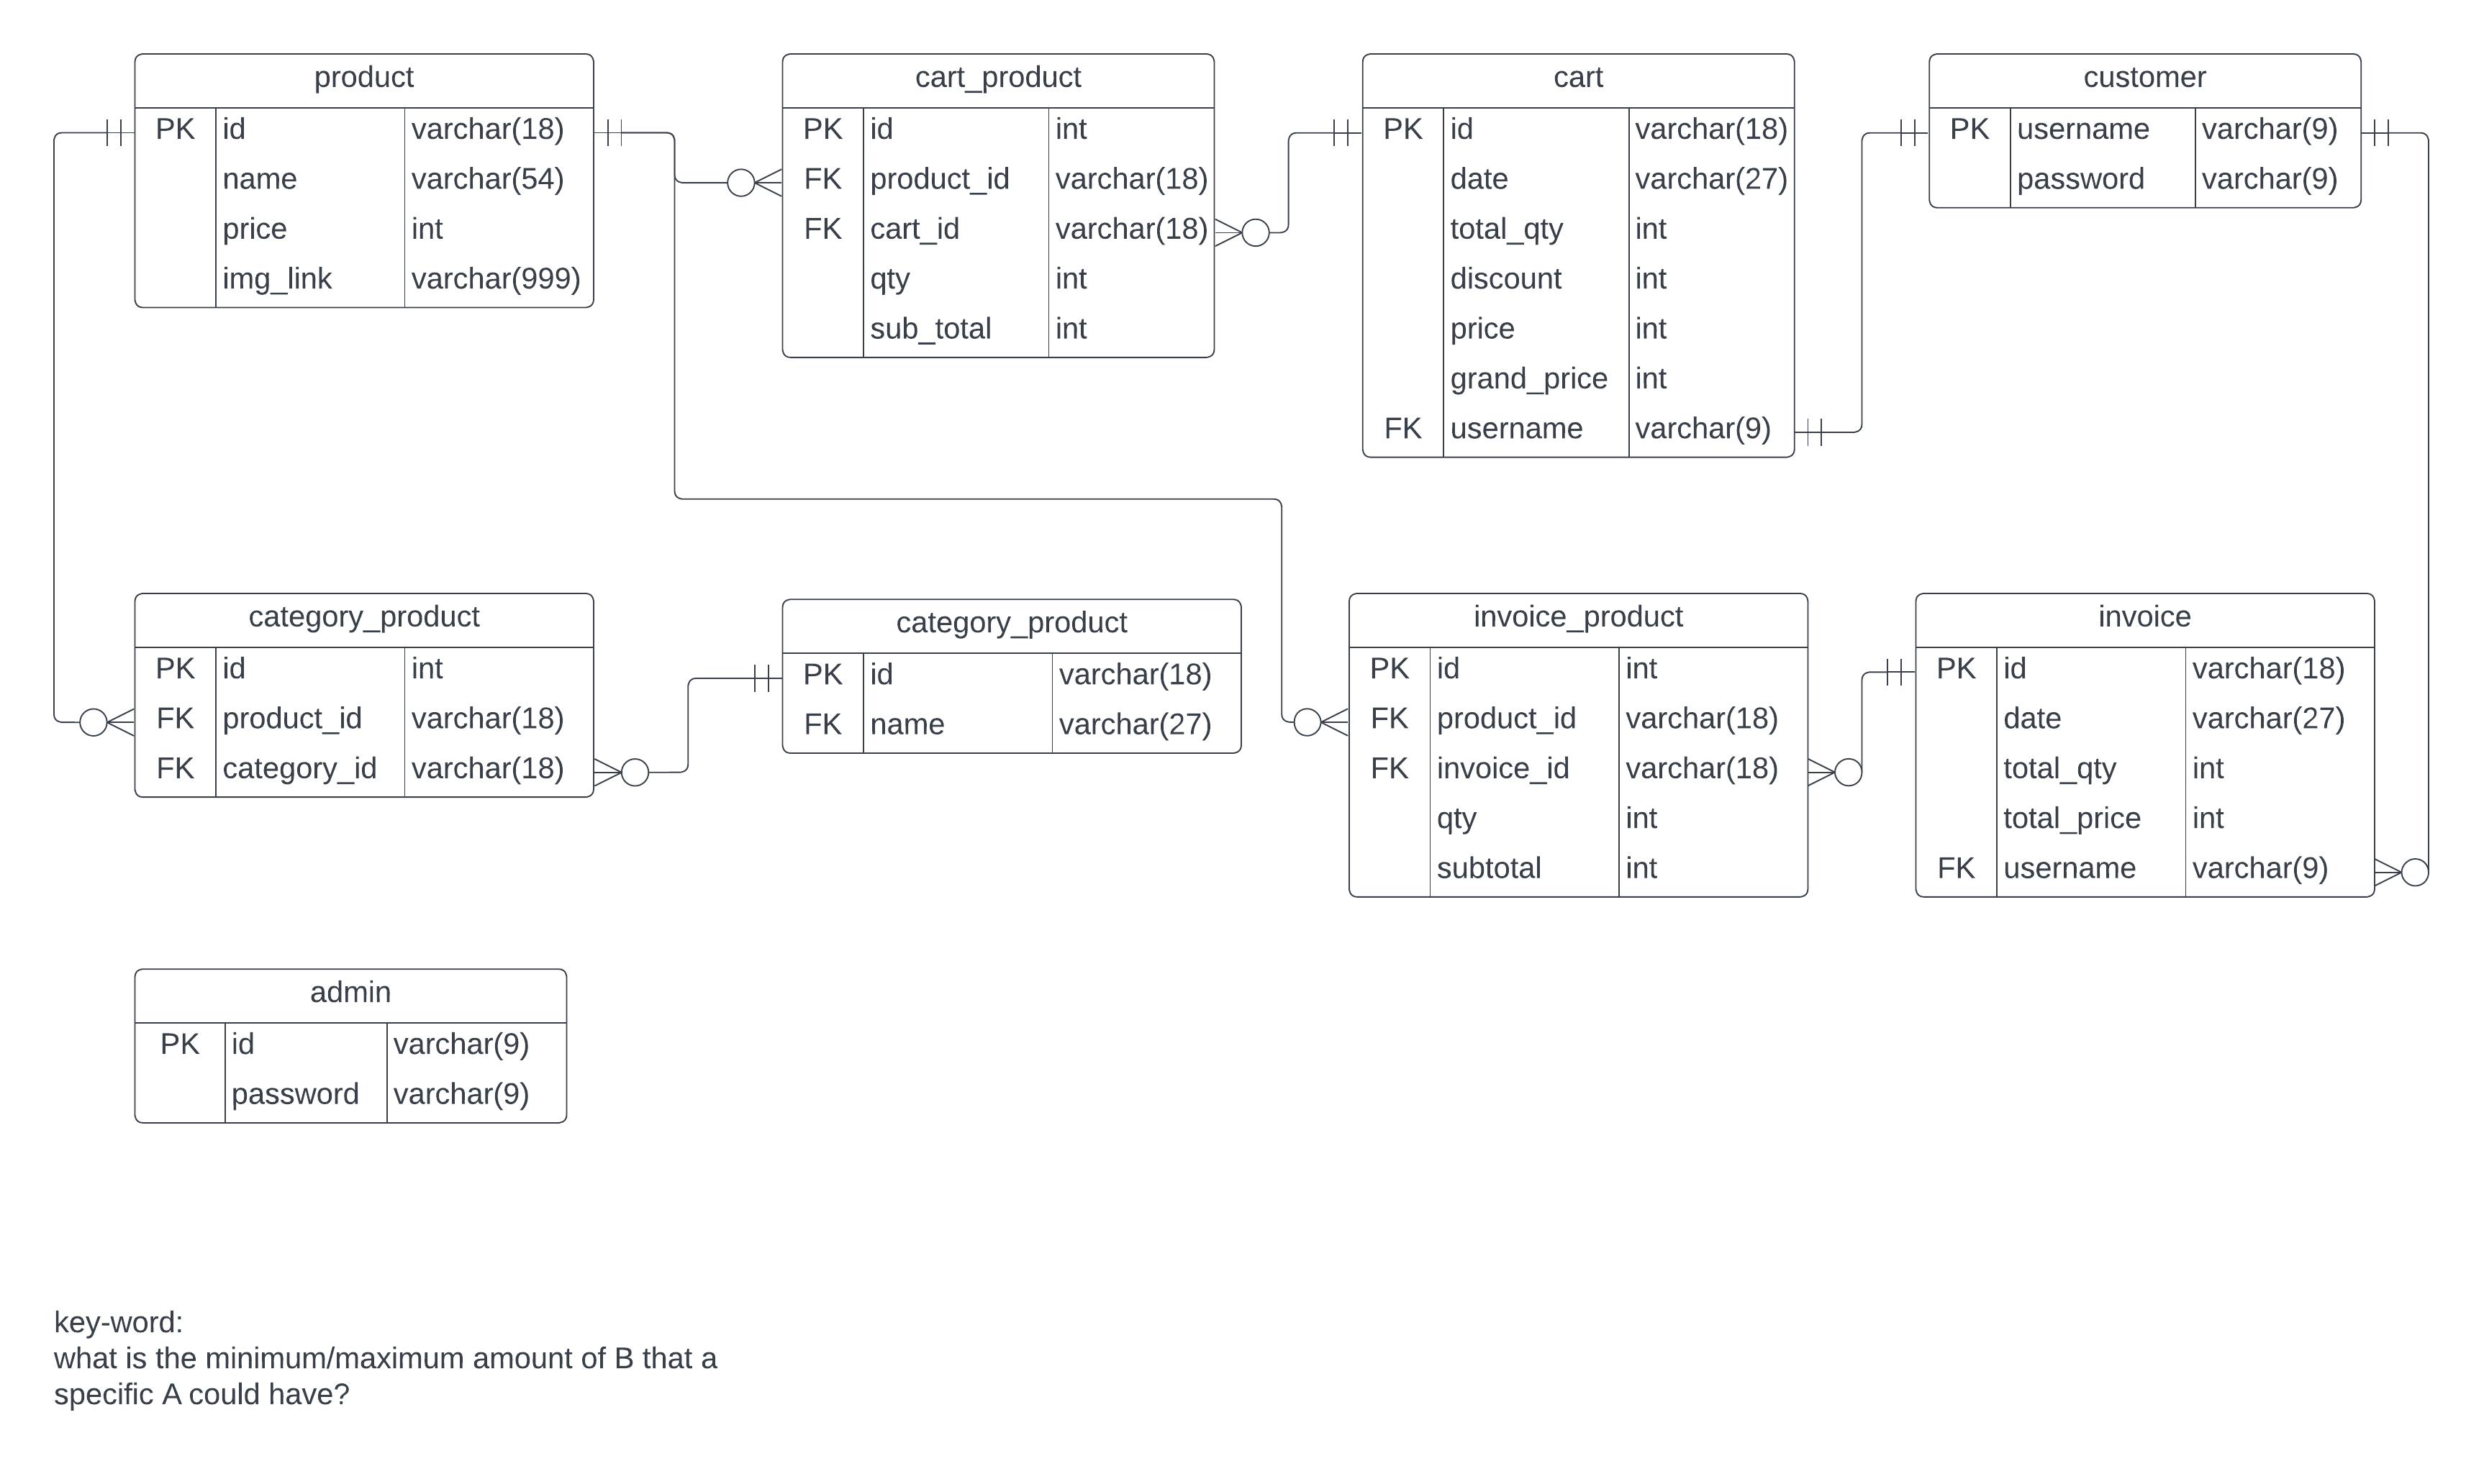 product
PK id varchar(18)
name varchar(54)
price int
img_link varchar(999)
cart_product
PK id int
FK product_id varchar(18)
FK cart_id varchar(18)
qty int
sub_total int
cart
PK id varchar(18)
date varchar(27)
total_qty int
discount int
price int
grand_price int
FK username varchar(9)
customer
PK username varchar(9)
password varchar(9)
category_product
PK id int
FK product_id varchar(18)
FK category_id varchar(18)
category_product
PK id varchar(18)
FK name varchar(27)
invoice_product
PK id int
FK product_id varchar(18)
FK invoice_id varchar(18)
qty int
subtotal int
invoice
PK id varchar(18)
date varchar(27)
total_qty int
total_price int
FK username varchar(9)
admin
PK id varchar(9)
password varchar(9)
key-word:
what is the minimum/maximum amount of B that a
specific A could have?